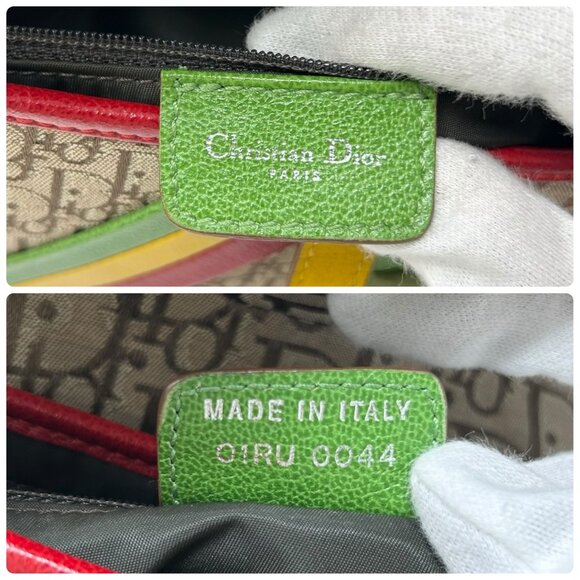 Christian Dior
PARIS
MADE IN ITALY
01RU 0044